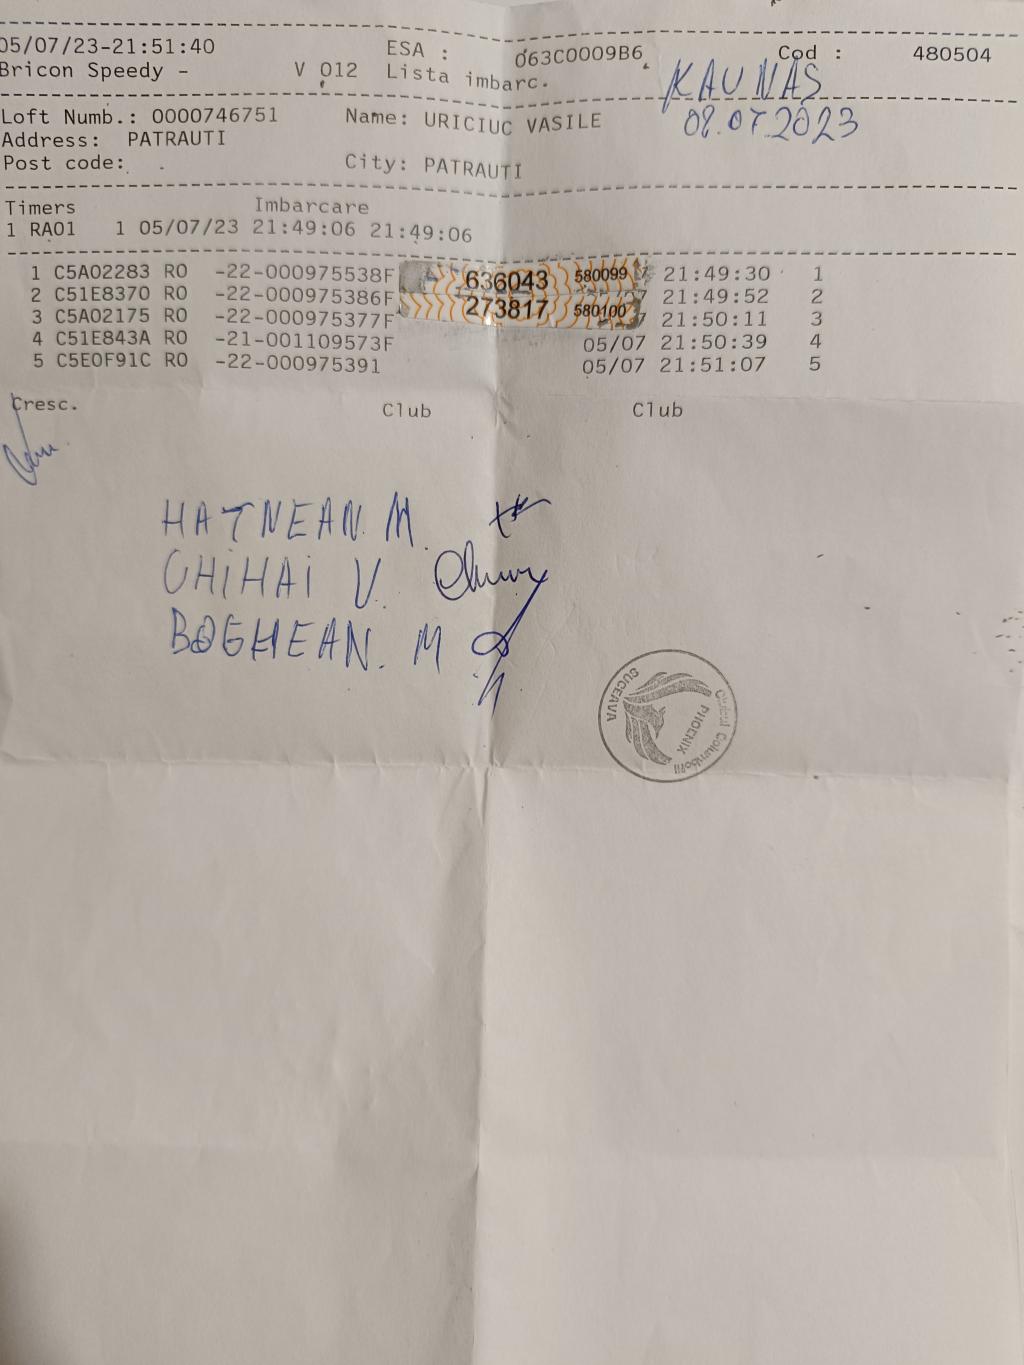 05/07/23-21:51:40 ESA : 063C0009B6 Cod : 480504
Bricon Speedy - V 012 Lista imbarc.
KAUNAS
08.07.2023
Loft Numb.: 0000746751 Name: URICIUC VASILE
Address: PATRAUTI
Post code: . City: PATRAUTI
Timers Imbarcare
1 RA01 1 05/07/23 21:49:06 21:49:06
1 C5A02283 RO -22-000975538F 636043 580099 21:49:30 1
2 C51E8370 RO -22-000975386F 21:49:52 2
3 C5A02175 RO -22-000975377F 273817 580100 21:50:11 3
4 C51E843A RO -21-001109573F 05/07 21:50:39 4
5 C5E0F91C RO -22-000975391 05/07 21:51:07 5
Cresc. Club Club
HATNEAN. M.
CHIHAI V.
BOGHEAN. M
Clubul Columbofil
PHOENIX
SUCEAVA